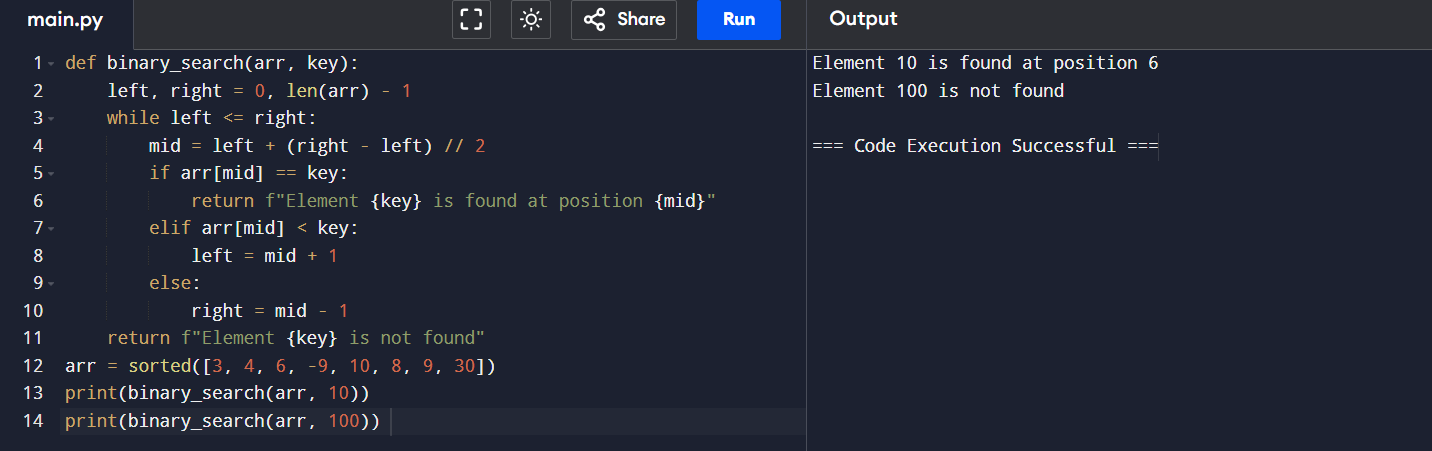 main.py
Share
Run
Output
1 def binary_search(arr, key):
2     left, right = 0, len(arr) - 1
3     while left <= right:
4         mid = left + (right - left) // 2
5         if arr[mid] == key:
6             return f"Element {key} is found at position {mid}"
7         elif arr[mid] < key:
8             left = mid + 1
9         else:
10             right = mid - 1
11     return f"Element {key} is not found"
12 arr = sorted([3, 4, 6, -9, 10, 8, 9, 30])
13 print(binary_search(arr, 10))
14 print(binary_search(arr, 100))
Element 10 is found at position 6
Element 100 is not found
=== Code Execution Successful ===